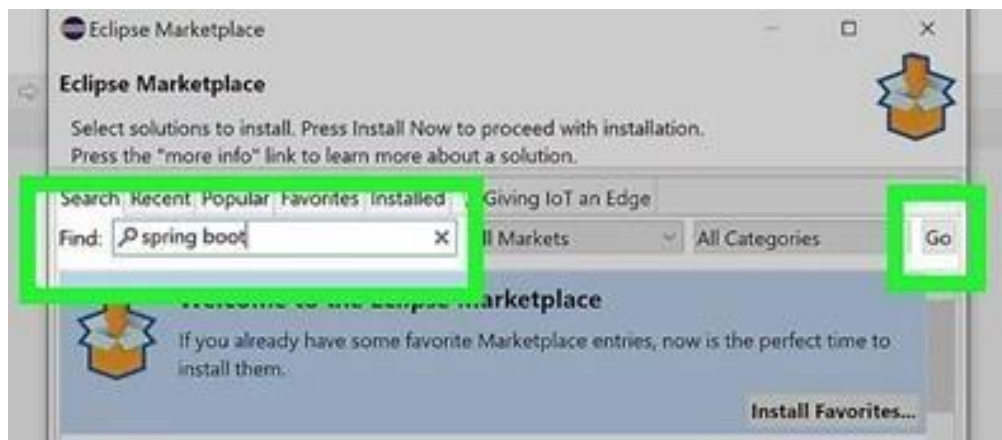 Eclipse Marketplace
Eclipse Marketplace
Select solutions to install. Press Install Now to proceed with installation.
Press the "more info" link to learn more about a solution.
Search Recent Popular Favorites Installed Giving IoT an Edge
Find: spring boot All Categories Go
Welcome to the Eclipse Marketplace
If you already have some favorite Marketplace entries, now is the perfect time to
install them.
Install Favorites...